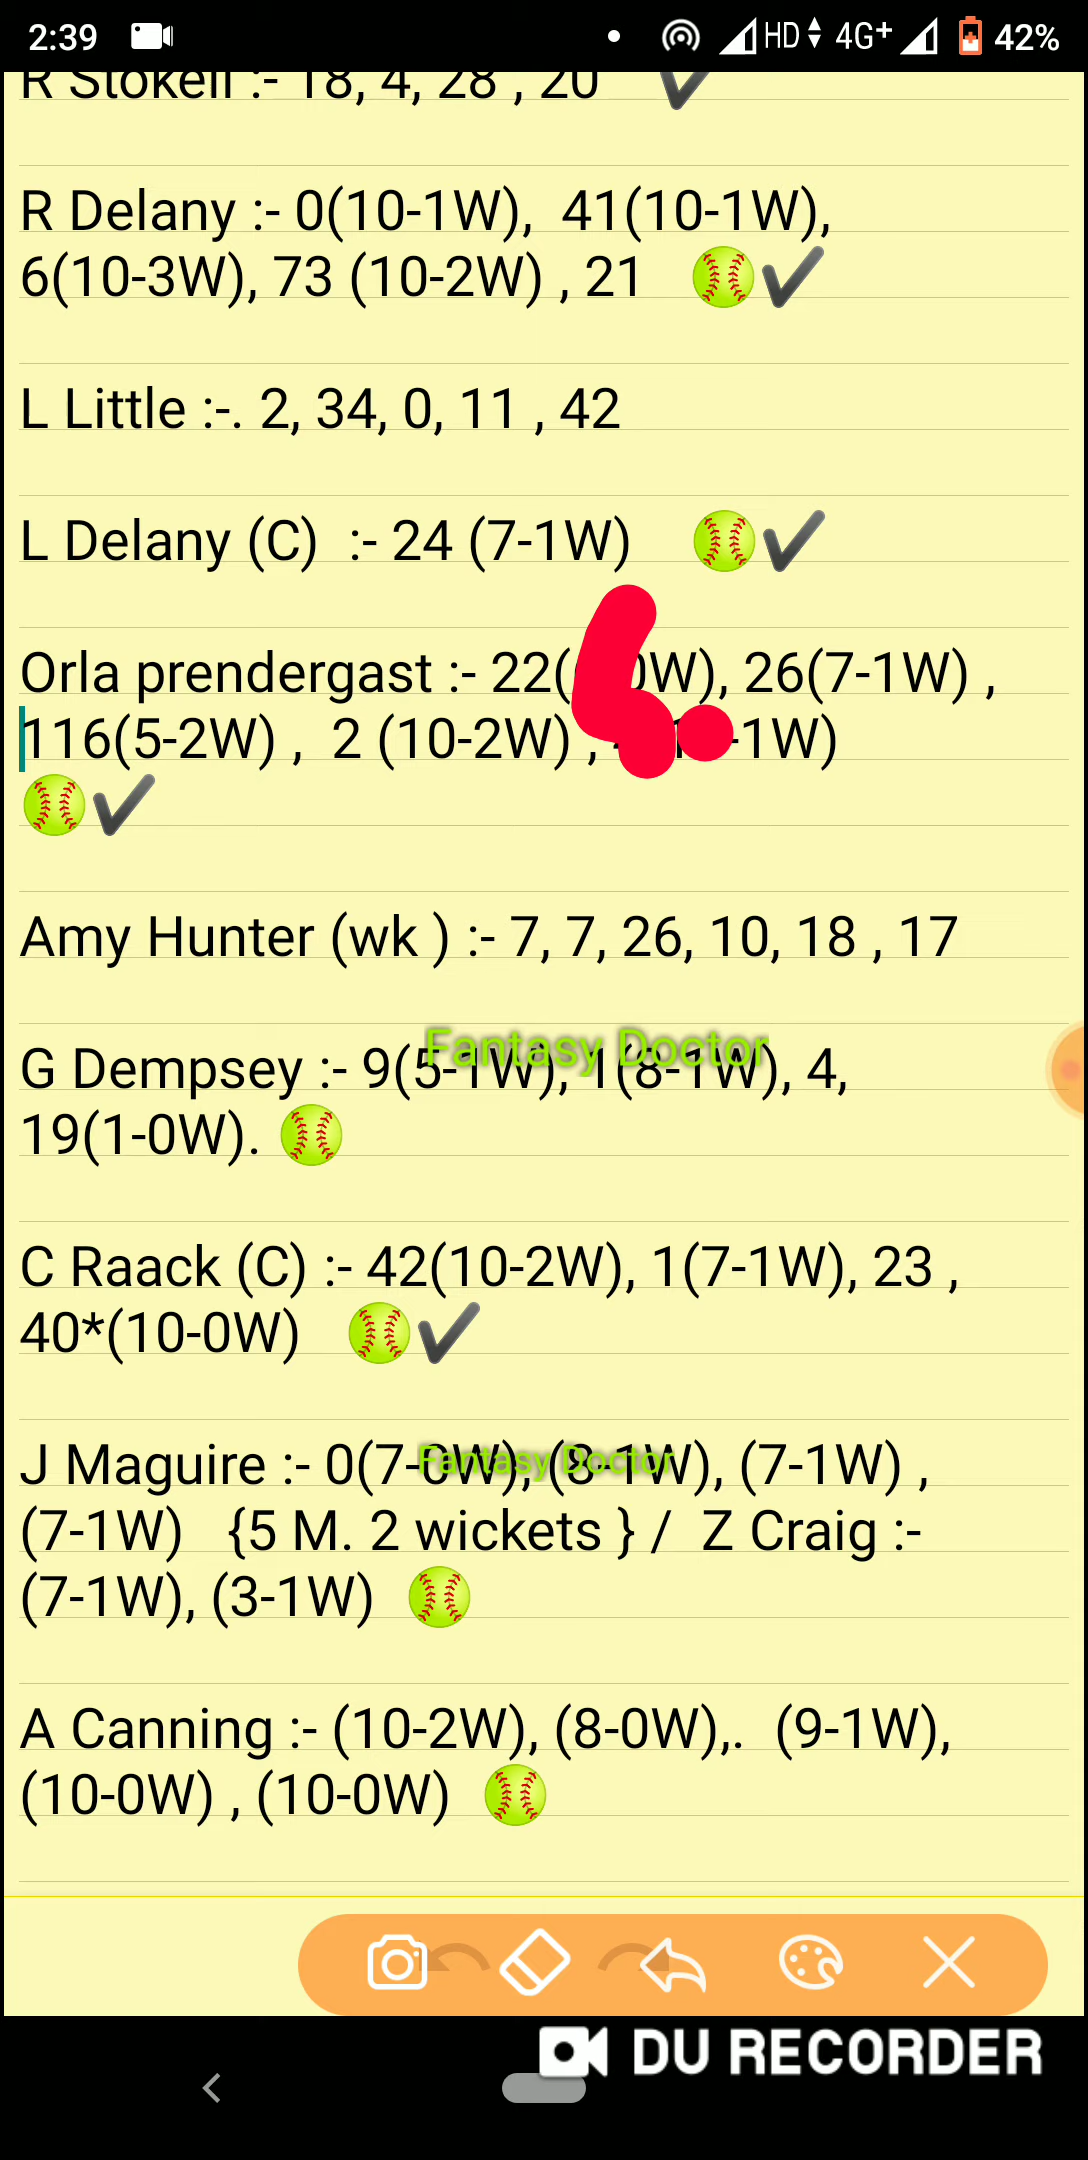 2:39 HD 4G+ 42%
R Stokell :- 18, 4, 28 , 20 ✔
R Delany :- 0(10-1W), 41(10-1W),
6(10-3W), 73 (10-2W) , 21 🥎✔
L Little :-. 2, 34, 0, 11 , 42
L Delany (C) :- 24 (7-1W) 🥎✔
Orla prendergast :- 22( W), 26(7-1W) ,
116(5-2W) , 2 (10-2W) , -1W)
🥎✔
Amy Hunter (wk ) :- 7, 7, 26, 10, 18 , 17
Fantasy Doctor
G Dempsey :- 9(5-1W), 1(8-1W), 4,
19(1-0W). 🥎
C Raack (C) :- 42(10-2W), 1(7-1W), 23 ,
40*(10-0W) 🥎✔
Fantasy Doctor
J Maguire :- 0(7-0W), (8-1W), (7-1W) ,
(7-1W) {5 M. 2 wickets } / Z Craig :-
(7-1W), (3-1W) 🥎
A Canning :- (10-2W), (8-0W),. (9-1W),
(10-0W) , (10-0W) 🥎
DU RECORDER